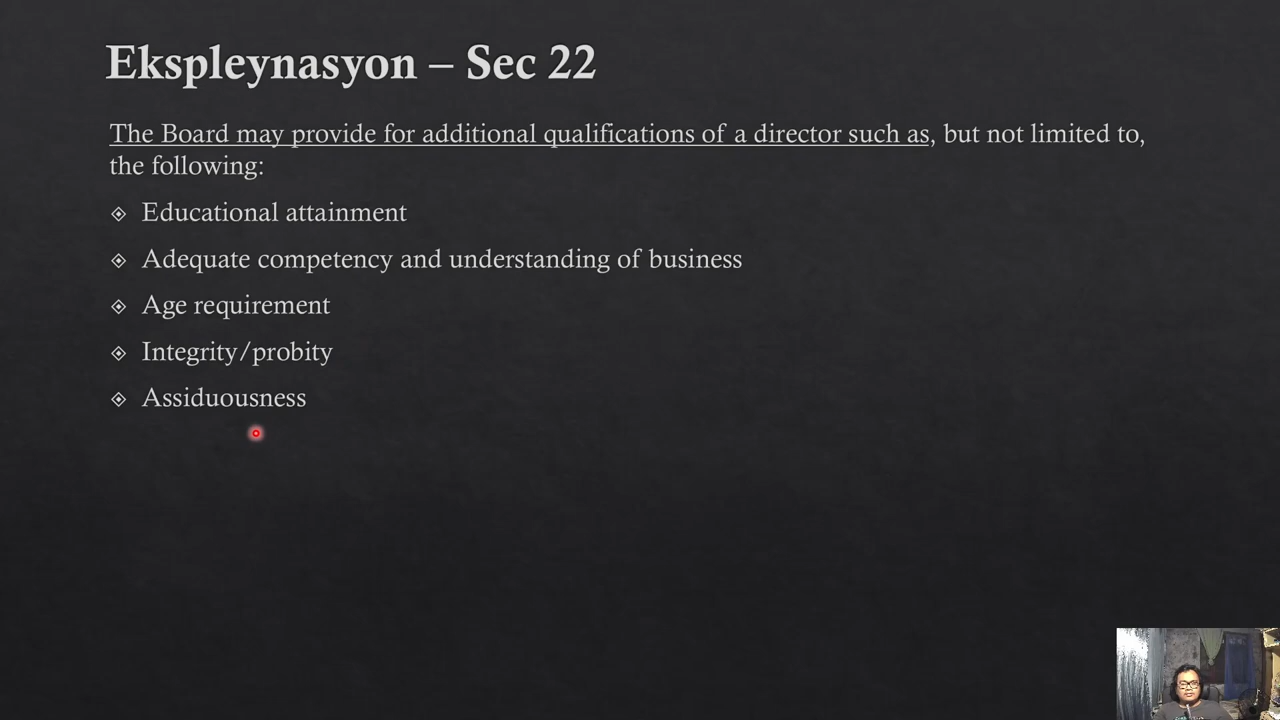 Ekspleynasyon – Sec 22
The Board may provide for additional qualifications of a director such as, but not limited to,
the following:
Educational attainment
Adequate competency and understanding of business
Age requirement
Integrity/probity
Assiduousness